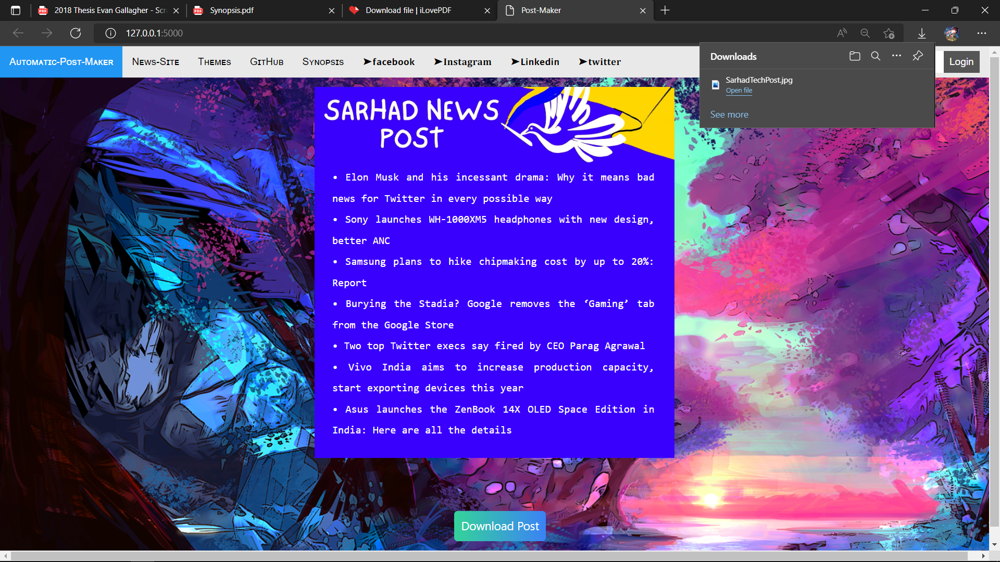 2018 Thesis Evan Gallagher - Scr
Synopsis.pdf
Download file | iLovePDF
Post-Maker
127.0.0.1:5000
Automatic-Post-Maker
News-Site
Themes
GitHub
Synopsis
➤facebook
➤Instagram
➤Linkedin
➤twitter
Login
Downloads
SarhadTechPost.jpg
Open file
See more
SARHAD NEWS
POST
• Elon Musk and his incessant drama: Why it means bad
news for Twitter in every possible way
• Sony launches WH-1000XM5 headphones with new design,
better ANC
• Samsung plans to hike chipmaking cost by up to 20%:
Report
• Burying the Stadia? Google removes the ‘Gaming’ tab
from the Google Store
• Two top Twitter execs say fired by CEO Parag Agrawal
• Vivo India aims to increase production capacity,
start exporting devices this year
• Asus launches the ZenBook 14X OLED Space Edition in
India: Here are all the details
Download Post